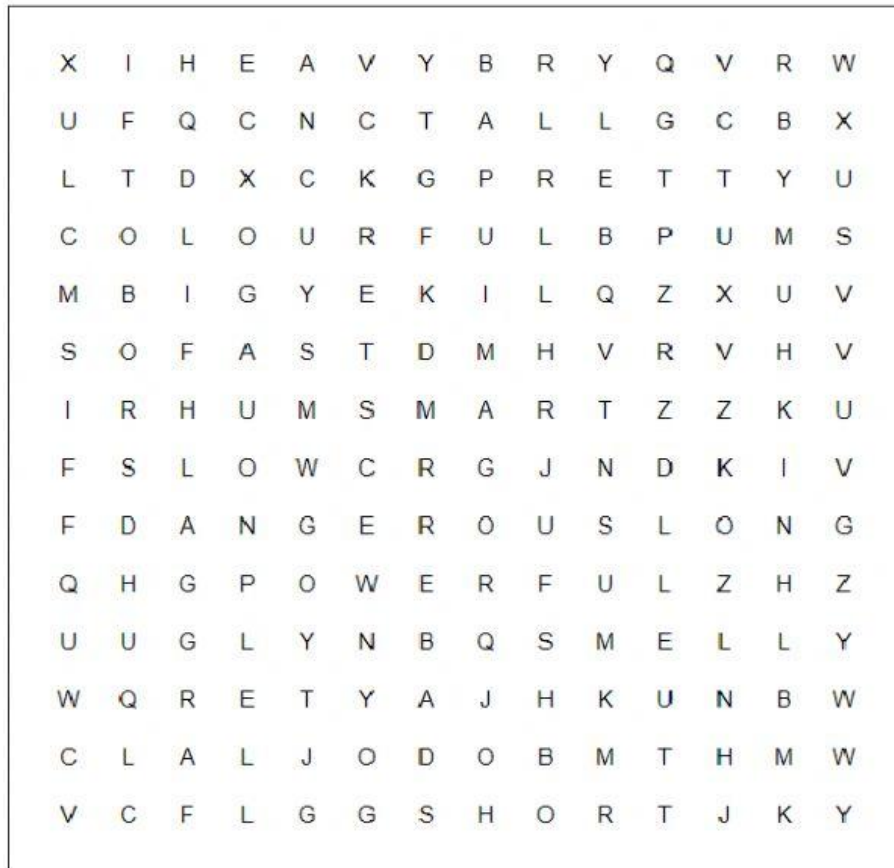 X I H E A V Y B R Y Q V R W
U F Q C N C T A L L G C B X
L T D X C K G P R E T T Y U
C O L O U R F U L B P U M S
M B I G Y E K I L Q Z X U V
S O F A S T D M H V R V H V
I R H U M S M A R T Z Z K U
F S L O W C R G J N D K I V
F D A N G E R O U S L O N G
Q H G P O W E R F U L Z H Z
U U G L Y N B Q S M E L L Y
W Q R E T Y A J H K U N B W
C L A L J O D O B M T H M W
V C F L G G S H O R T J K Y